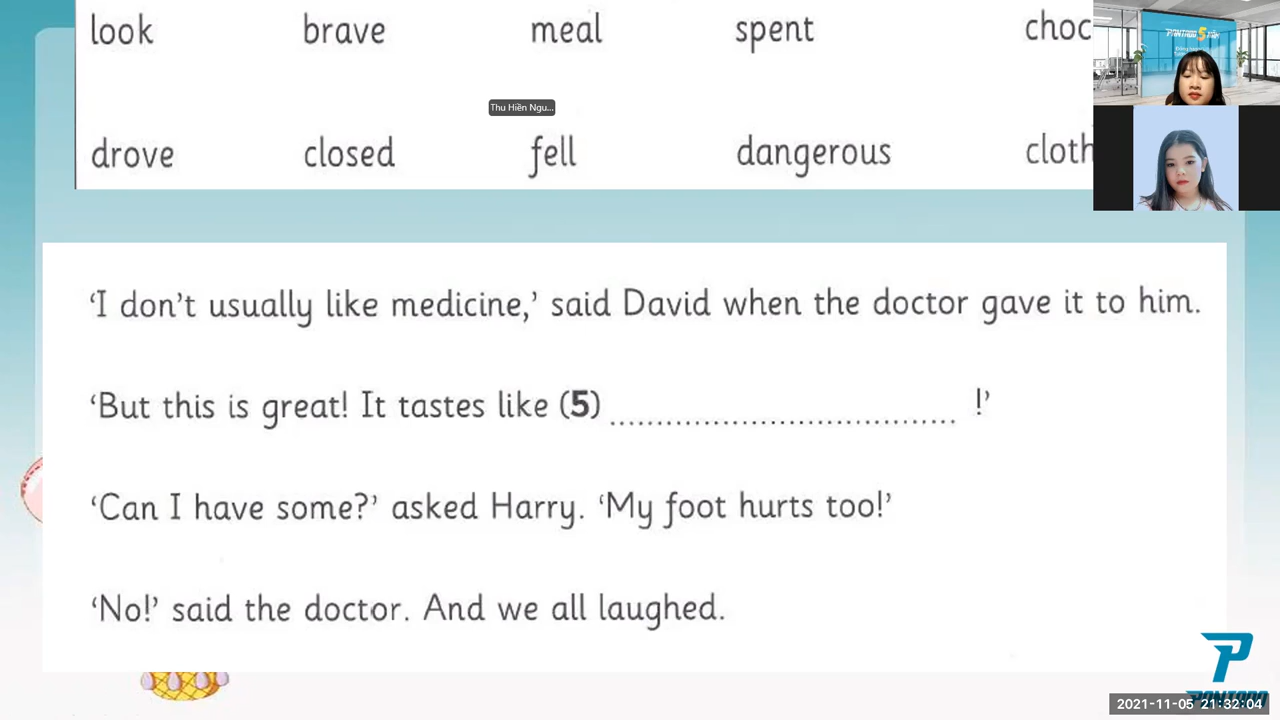 look brave meal spent choc
Thu Hiền Ngu...
drove closed fell dangerous cloth
'I don't usually like medicine,' said David when the doctor gave it to him.
'But this is great! It tastes like (5) .................................... !'
'Can I have some?' asked Harry. 'My foot hurts too!'
'No!' said the doctor. And we all laughed.
2021-11-05 21:32:04